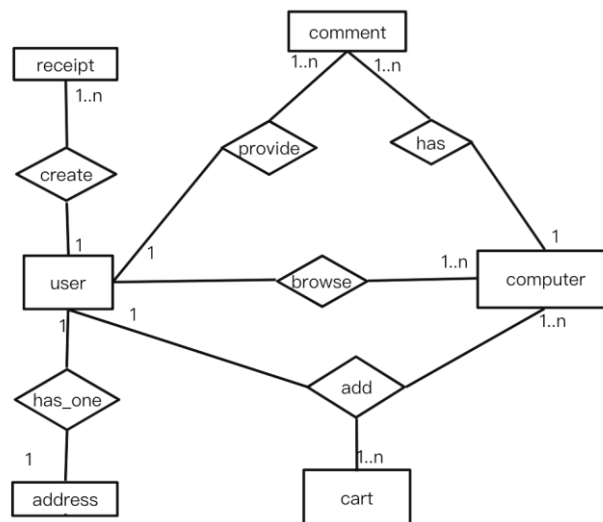 comment
receipt
1..n
1..n
1..n
provide
has
create
1
1
1
user
browse
1..n
computer
1
1
1..n
has_one
add
1
1..n
address
cart